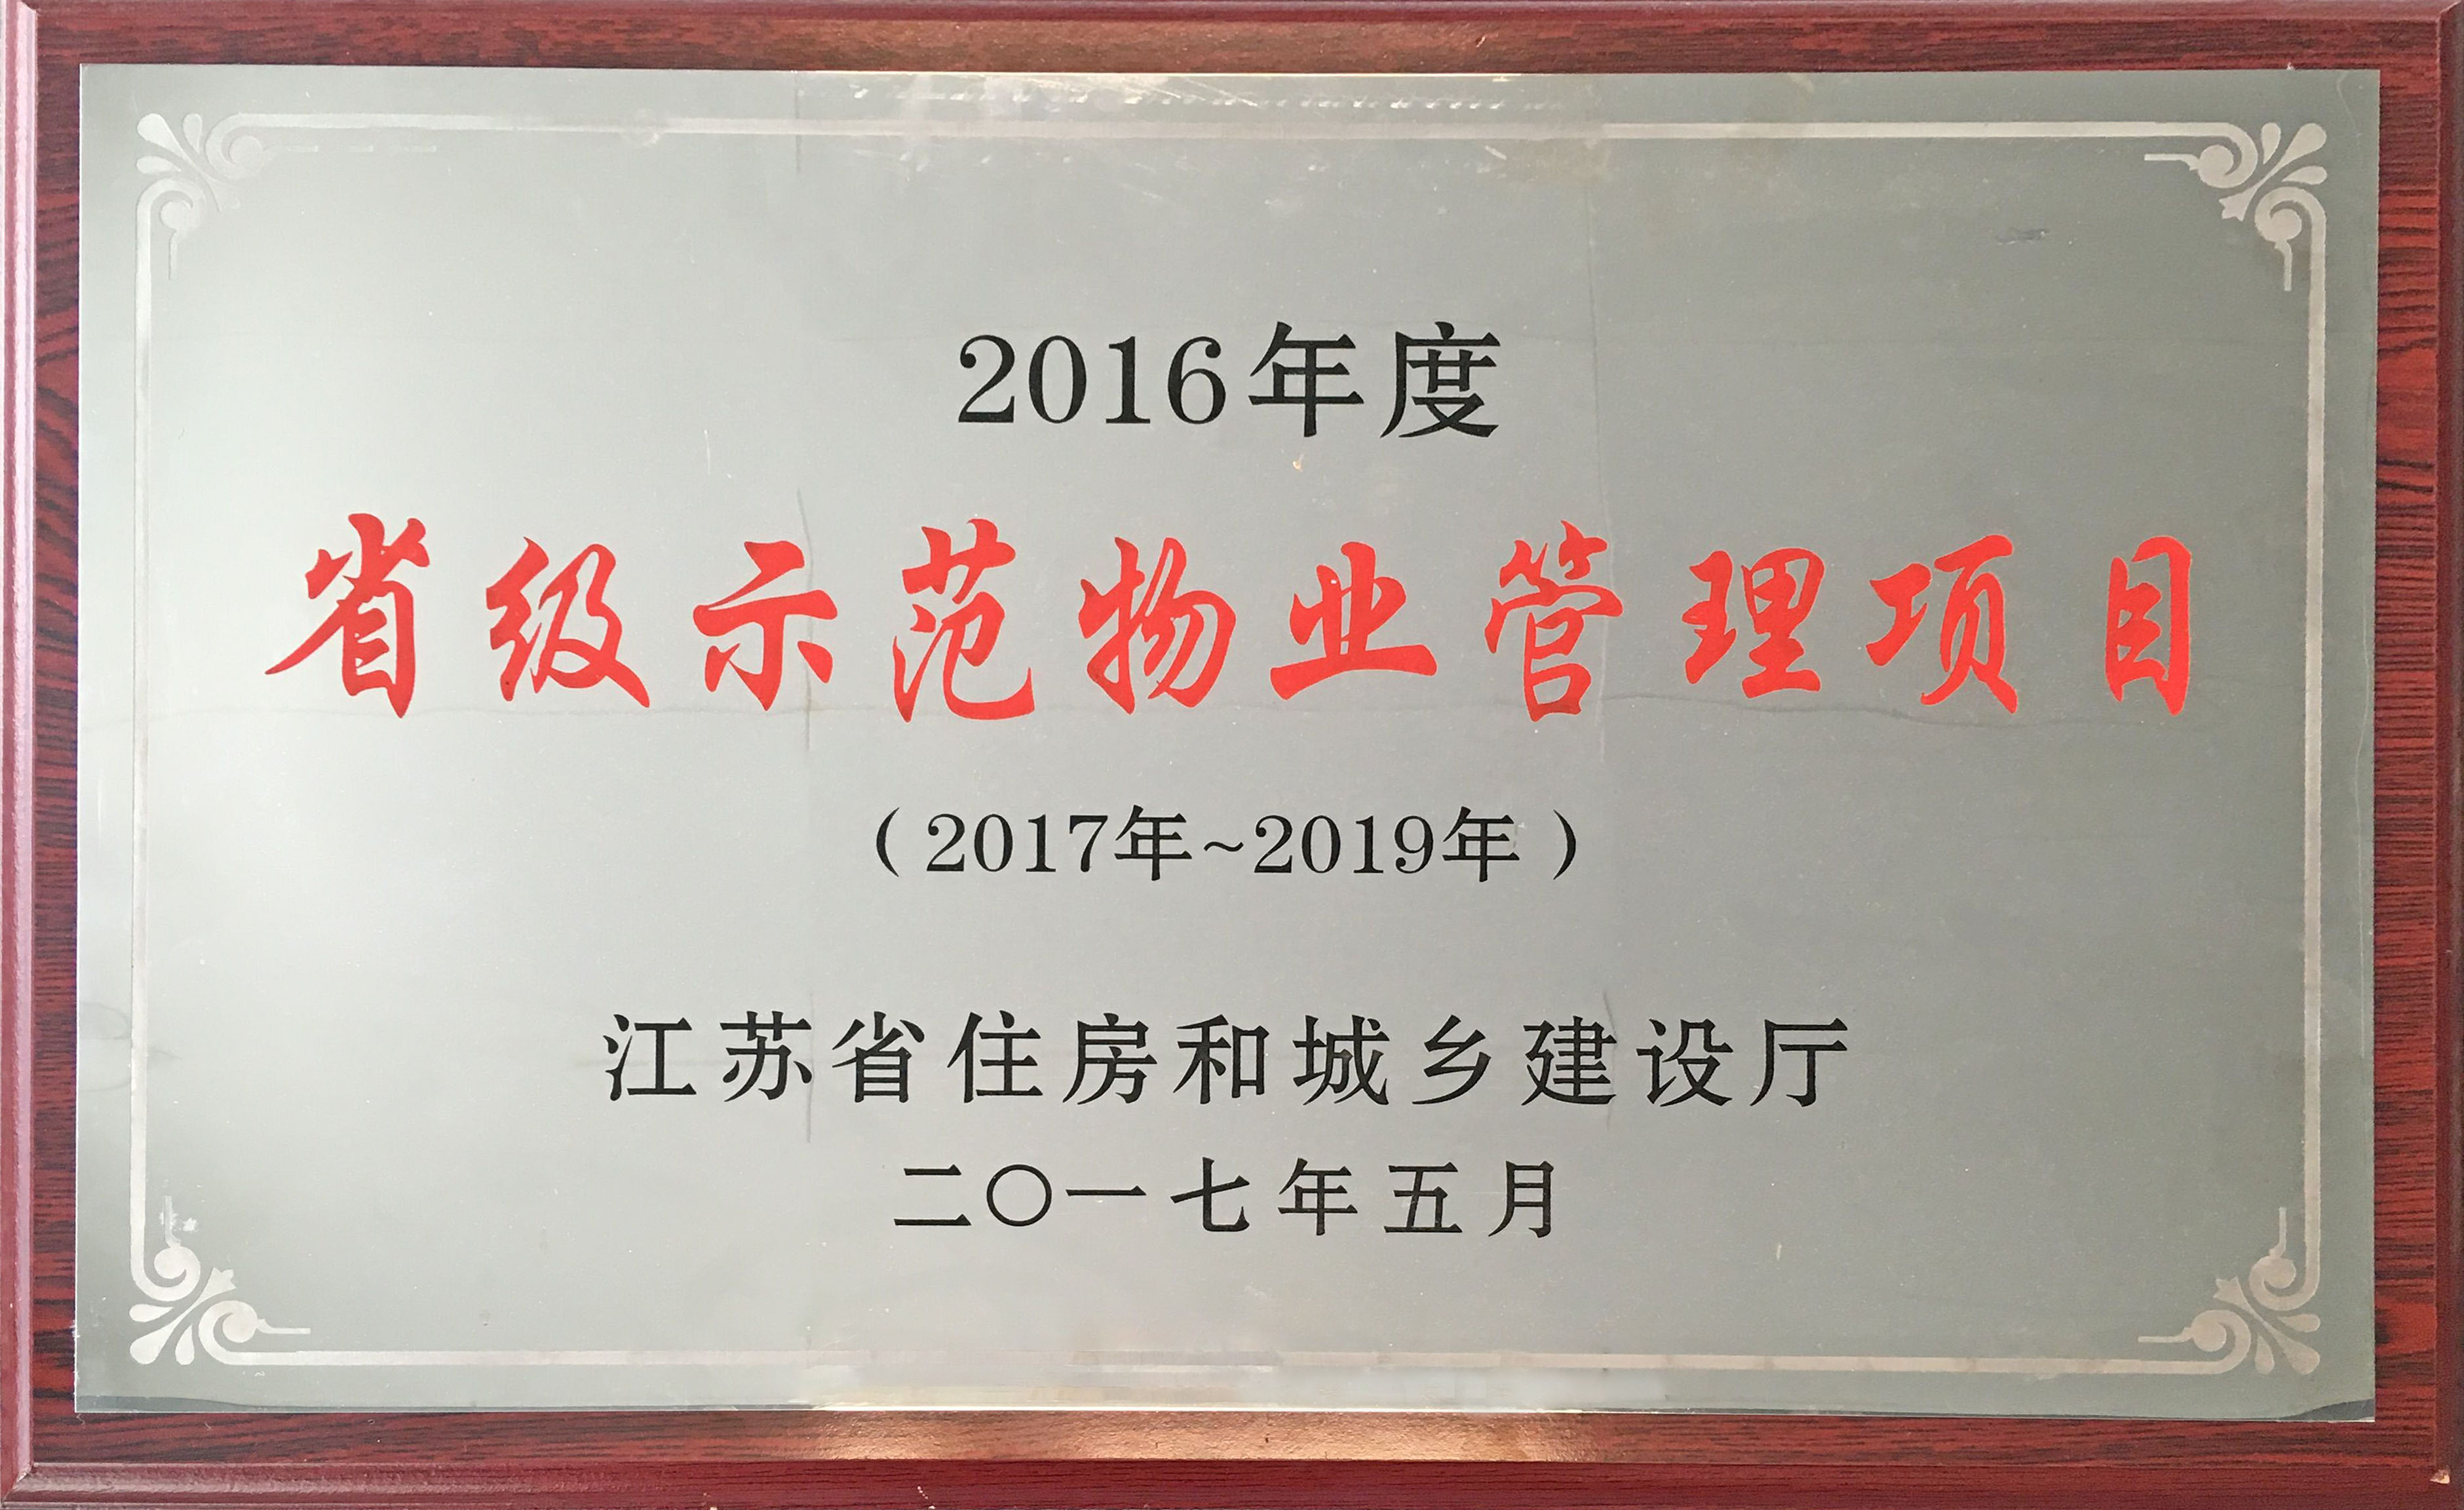 2016年度
省级示范物业管理项目
（2017年~2019年）
江苏省住房和城乡建设厅
二〇一七年五月